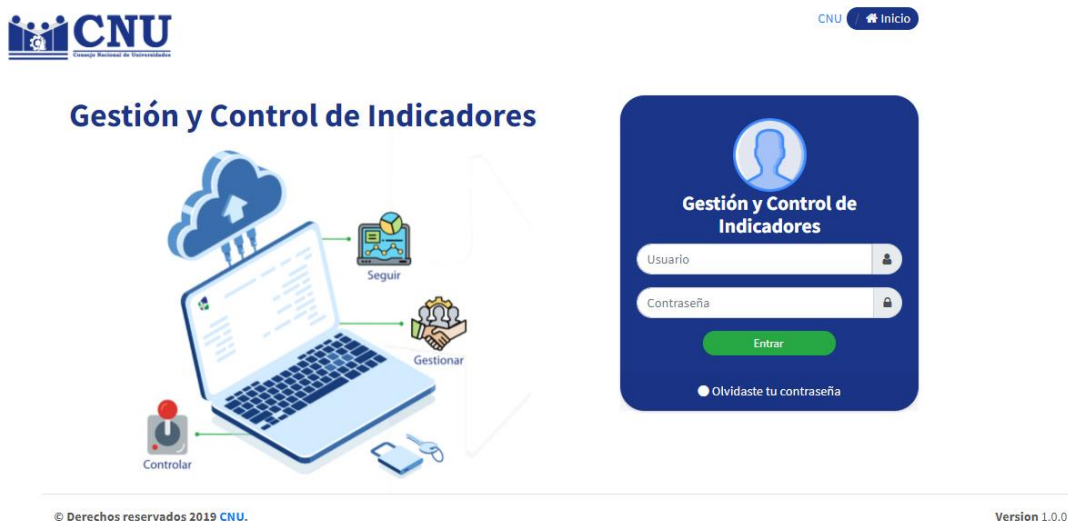 CNU
Consejo Nacional de Universidades
CNU / Inicio
Gestión y Control de Indicadores
Seguir
Gestionar
Controlar
Gestión y Control de
Indicadores
Usuario
Contraseña
Entrar
Olvidaste tu contraseña
© Derechos reservados 2019 CNU.
Version 1.0.0